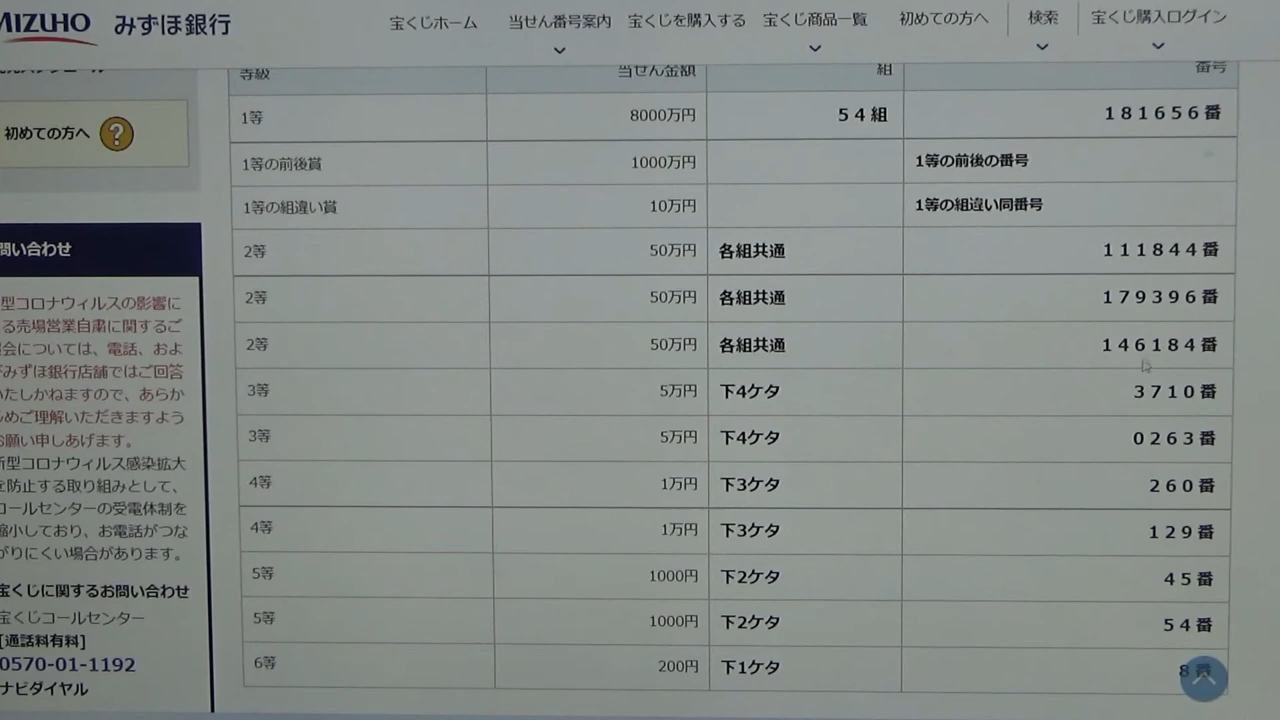 MIZUHO みずほ銀行
宝くじホーム 当せん番号案内 宝くじを購入する 宝くじ商品一覧 初めての方へ 検索 宝くじ購入ログイン
等級 当せん金額 組 番号
1等 8000万円 54組 181656番
1等の前後賞 1000万円 1等の前後の番号
1等の組違い賞 10万円 1等の組違い同番号
2等 50万円 各組共通 111844番
2等 50万円 各組共通 179396番
2等 50万円 各組共通 146184番
3等 5万円 下4ケタ 3710番
3等 5万円 下4ケタ 0263番
4等 1万円 下3ケタ 260番
4等 1万円 下3ケタ 129番
5等 1000円 下2ケタ 45番
5等 1000円 下2ケタ 54番
6等 200円 下1ケタ 8番
初めての方へ ?
問い合わせ
型コロナウィルスの影響に
る売場営業自粛に関するご
会については、電話、およ
みずほ銀行店舗ではご回答
いたしかねますので、あらか
めご理解いただきますよう
お願い申しあげます。
新型コロナウィルス感染拡大
を防止する取り組みとして、
コールセンターの受電体制を
縮小しており、お電話がつな
がりにくい場合があります。
宝くじに関するお問い合わせ
宝くじコールセンター
[通話料有料]
0570-01-1192
ナビダイヤル